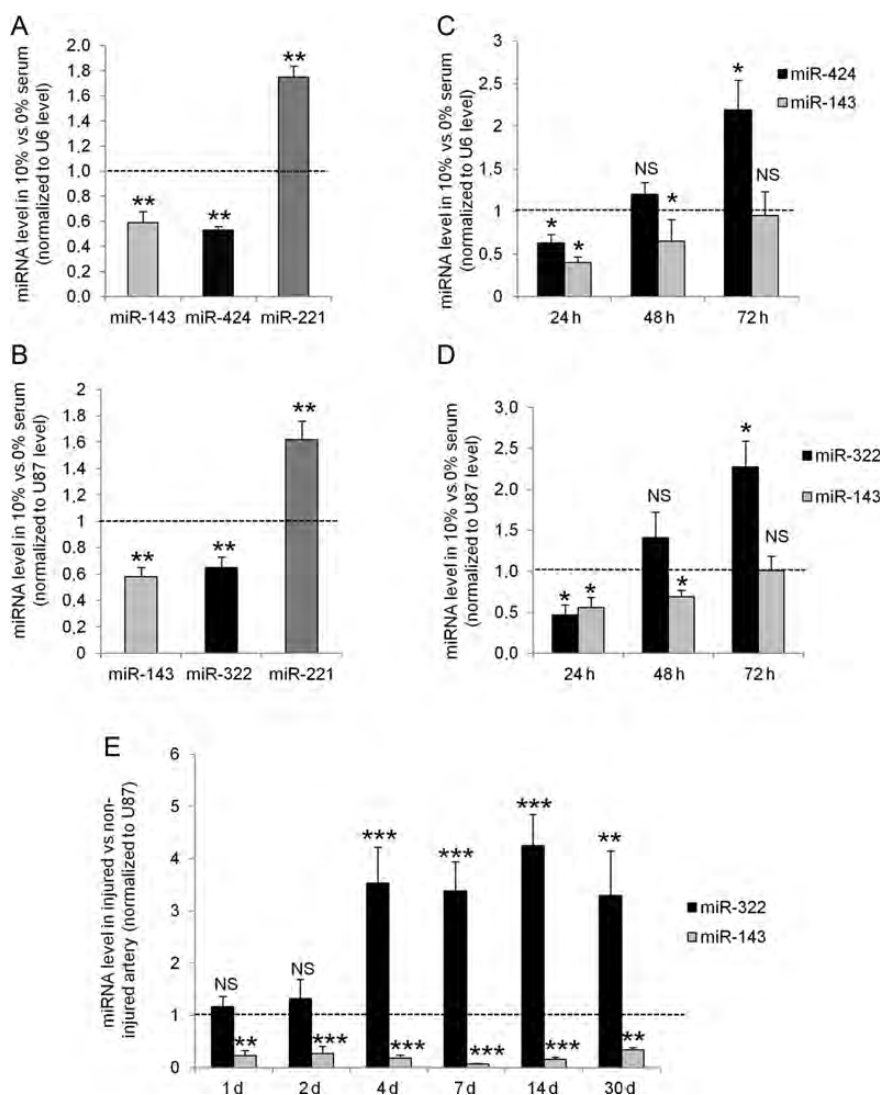 A
miRNA level in 10% vs 0% serum
(normalized to U6 level)
2.0
1.8
1.6
1.4
1.2
1.0
0.8
0.6
0.4
0.2
0.0
**
**
**
miR-143 miR-424 miR-221
B
miRNA level in 10% vs 0% serum
(normalized to U87 level)
2
1.8
1.6
1.4
1.2
1
0.8
0.6
0.4
0.2
0
**
**
**
miR-143 miR-322 miR-221
C
miRNA level in 10% vs 0% serum
(normalized to U6 level)
3
2.5
2
1.5
1
0.5
0
* * NS * * NS
24 h 48 h 72 h
miR-424
miR-143
D
miRNA level in 10% vs 0% serum
(normalized to U87 level)
3.0
2.5
2.0
1.5
1.0
0.5
0.0
* * NS * * NS
24 h 48 h 72 h
miR-322
miR-143
E
miRNA level in injured vs non-
injured artery (normalized to U87)
6
5
4
3
2
1
0
NS ** NS *** *** *** *** *** *** *** ** **
1 d 2 d 4 d 7 d 14 d 30 d
miR-322
miR-143